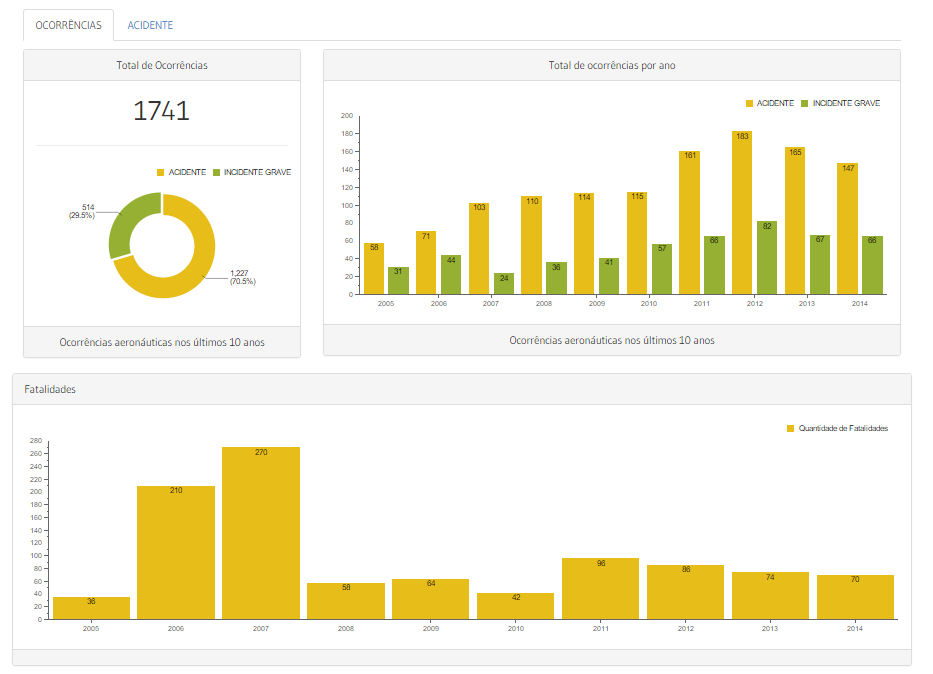 OCORRÊNCIAS ACIDENTE
Total de Ocorrências
1741
ACIDENTE INCIDENTE GRAVE
514
(29.5%)
1,227
(70.5%)
Ocorrências aeronáuticas nos últimos 10 anos
Total de ocorrências por ano
ACIDENTE INCIDENTE GRAVE
200
180
160
140
120
100
80
60
40
20
0
58 31 71 44 103 24 110 36 114 41 115 57 161 66 183 82 165 67 147 66
2005 2006 2007 2008 2009 2010 2011 2012 2013 2014
Ocorrências aeronáuticas nos últimos 10 anos
Fatalidades
Quantidade de Fatalidades
280
260
240
220
200
180
160
140
120
100
80
60
40
20
0
36 210 270 58 64 42 96 86 74 70
2005 2006 2007 2008 2009 2010 2011 2012 2013 2014